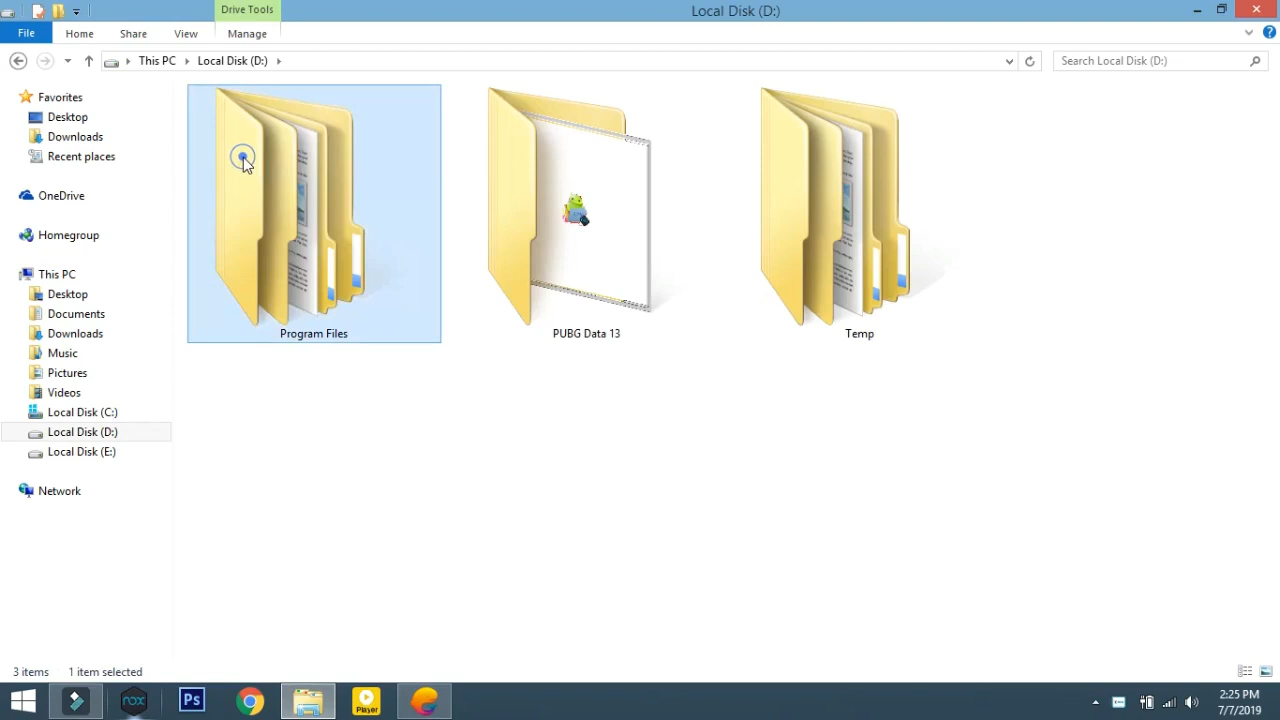 Drive Tools
Local Disk (D:)
File
Home
Share
View
Manage
This PC
Local Disk (D:)
Search Local Disk (D:)
Favorites
Desktop
Downloads
Recent places
OneDrive
Homegroup
This PC
Desktop
Documents
Downloads
Music
Pictures
Videos
Local Disk (C:)
Local Disk (D:)
Local Disk (E:)
Network
Program Files
PUBG Data 13
Temp
3 items
1 item selected
nox
Ps
Player
2:25 PM
7/7/2019